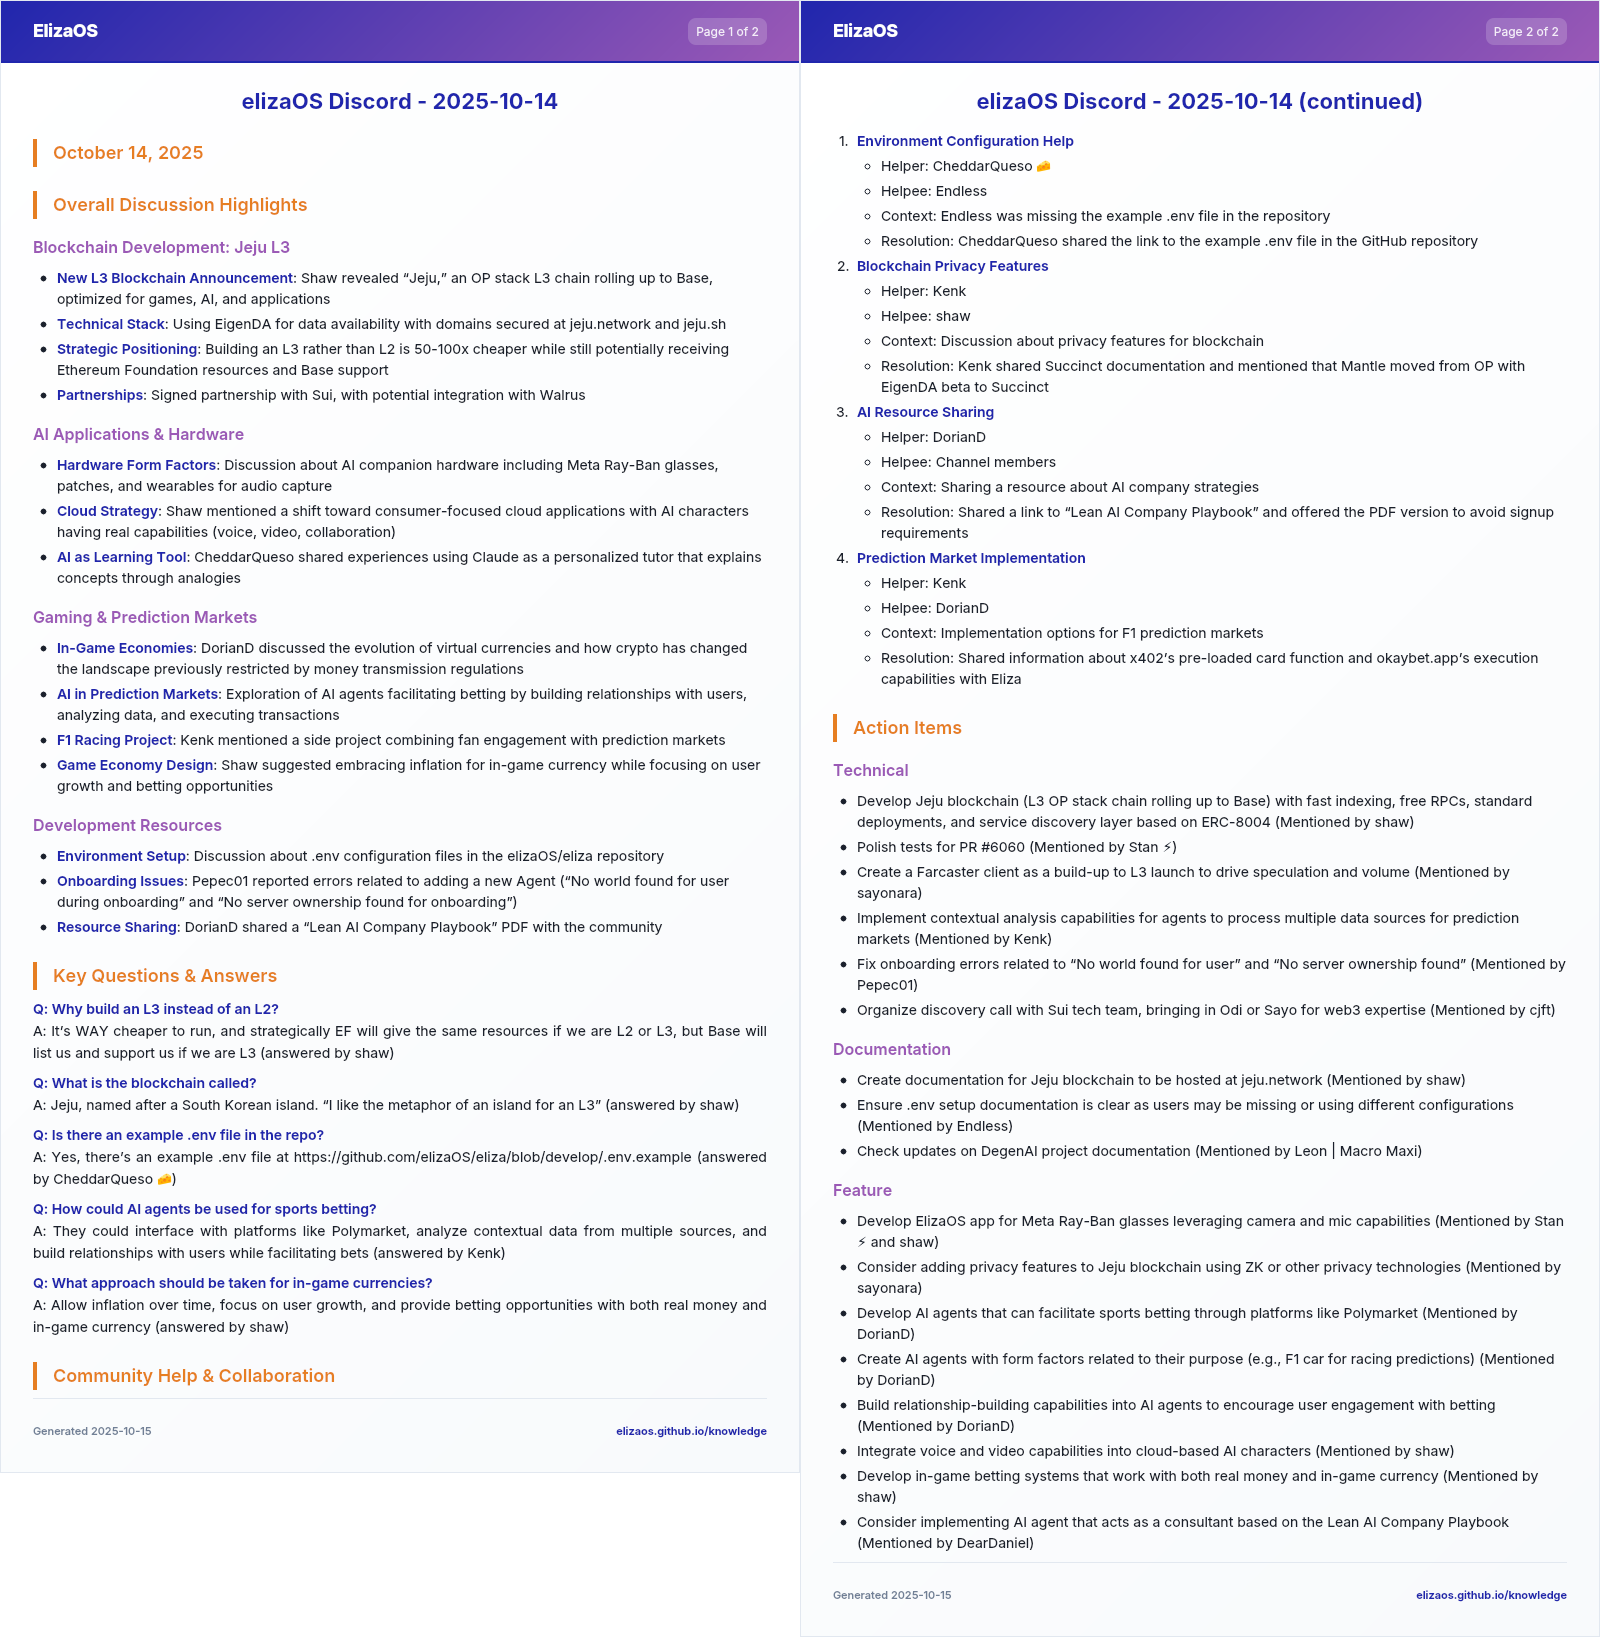 ElizaOS
Page 1 of 2
elizaOS Discord - 2025-10-14
October 14, 2025
Overall Discussion Highlights
Blockchain Development: Jeju L3
• New L3 Blockchain Announcement: Shaw revealed “Jeju,” an OP stack L3 chain rolling up to Base,
optimized for games, AI, and applications
• Technical Stack: Using EigenDA for data availability with domains secured at jeju.network and jeju.sh
• Strategic Positioning: Building an L3 rather than L2 is 50-100x cheaper while still potentially receiving
Ethereum Foundation resources and Base support
• Partnerships: Signed partnership with Sui, with potential integration with Walrus
AI Applications & Hardware
• Hardware Form Factors: Discussion about AI companion hardware including Meta Ray-Ban glasses,
patches, and wearables for audio capture
• Cloud Strategy: Shaw mentioned a shift toward consumer-focused cloud applications with AI characters
having real capabilities (voice, video, collaboration)
• AI as Learning Tool: CheddarQueso shared experiences using Claude as a personalized tutor that explains
concepts through analogies
Gaming & Prediction Markets
• In-Game Economies: DorianD discussed the evolution of virtual currencies and how crypto has changed
the landscape previously restricted by money transmission regulations
• AI in Prediction Markets: Exploration of AI agents facilitating betting by building relationships with users,
analyzing data, and executing transactions
• F1 Racing Project: Kenk mentioned a side project combining fan engagement with prediction markets
• Game Economy Design: Shaw suggested embracing inflation for in-game currency while focusing on user
growth and betting opportunities
Development Resources
• Environment Setup: Discussion about .env configuration files in the elizaOS/eliza repository
• Onboarding Issues: Pepec01 reported errors related to adding a new Agent (“No world found for user
during onboarding” and “No server ownership found for onboarding”)
• Resource Sharing: DorianD shared a “Lean AI Company Playbook” PDF with the community
Key Questions & Answers
Q: Why build an L3 instead of an L2?
A: It’s WAY cheaper to run, and strategically EF will give the same resources if we are L2 or L3, but Base will
list us and support us if we are L3 (answered by shaw)
Q: What is the blockchain called?
A: Jeju, named after a South Korean island. “I like the metaphor of an island for an L3” (answered by shaw)
Q: Is there an example .env file in the repo?
A: Yes, there’s an example .env file at https://github.com/elizaOS/eliza/blob/develop/.env.example (answered
by CheddarQueso 🧀)
Q: How could AI agents be used for sports betting?
A: They could interface with platforms like Polymarket, analyze contextual data from multiple sources, and
build relationships with users while facilitating bets (answered by Kenk)
Q: What approach should be taken for in-game currencies?
A: Allow inflation over time, focus on user growth, and provide betting opportunities with both real money and
in-game currency (answered by shaw)
Community Help & Collaboration
Generated 2025-10-15
elizaos.github.io/knowledge
ElizaOS
Page 2 of 2
elizaOS Discord - 2025-10-14 (continued)
1. Environment Configuration Help
◦ Helper: CheddarQueso 🧀
◦ Helpee: Endless
◦ Context: Endless was missing the example .env file in the repository
◦ Resolution: CheddarQueso shared the link to the example .env file in the GitHub repository
2. Blockchain Privacy Features
◦ Helper: Kenk
◦ Helpee: shaw
◦ Context: Discussion about privacy features for blockchain
◦ Resolution: Kenk shared Succinct documentation and mentioned that Mantle moved from OP with
EigenDA beta to Succinct
3. AI Resource Sharing
◦ Helper: DorianD
◦ Helpee: Channel members
◦ Context: Sharing a resource about AI company strategies
◦ Resolution: Shared a link to “Lean AI Company Playbook” and offered the PDF version to avoid signup
requirements
4. Prediction Market Implementation
◦ Helper: Kenk
◦ Helpee: DorianD
◦ Context: Implementation options for F1 prediction markets
◦ Resolution: Shared information about x402’s pre-loaded card function and okaybet.app’s execution
capabilities with Eliza
Action Items
Technical
• Develop Jeju blockchain (L3 OP stack chain rolling up to Base) with fast indexing, free RPCs, standard
deployments, and service discovery layer based on ERC-8004 (Mentioned by shaw)
• Polish tests for PR #6060 (Mentioned by Stan ⚡)
• Create a Farcaster client as a build-up to L3 launch to drive speculation and volume (Mentioned by
sayonara)
• Implement contextual analysis capabilities for agents to process multiple data sources for prediction
markets (Mentioned by Kenk)
• Fix onboarding errors related to “No world found for user” and “No server ownership found” (Mentioned by
Pepec01)
• Organize discovery call with Sui tech team, bringing in Odi or Sayo for web3 expertise (Mentioned by cjft)
Documentation
• Create documentation for Jeju blockchain to be hosted at jeju.network (Mentioned by shaw)
• Ensure .env setup documentation is clear as users may be missing or using different configurations
(Mentioned by Endless)
• Check updates on DegenAI project documentation (Mentioned by Leon | Macro Maxi)
Feature
• Develop ElizaOS app for Meta Ray-Ban glasses leveraging camera and mic capabilities (Mentioned by Stan
⚡ and shaw)
• Consider adding privacy features to Jeju blockchain using ZK or other privacy technologies (Mentioned by
sayonara)
• Develop AI agents that can facilitate sports betting through platforms like Polymarket (Mentioned by
DorianD)
• Create AI agents with form factors related to their purpose (e.g., F1 car for racing predictions) (Mentioned
by DorianD)
• Build relationship-building capabilities into AI agents to encourage user engagement with betting
(Mentioned by DorianD)
• Integrate voice and video capabilities into cloud-based AI characters (Mentioned by shaw)
• Develop in-game betting systems that work with both real money and in-game currency (Mentioned by
shaw)
• Consider implementing AI agent that acts as a consultant based on the Lean AI Company Playbook
(Mentioned by DearDaniel)
Generated 2025-10-15
elizaos.github.io/knowledge